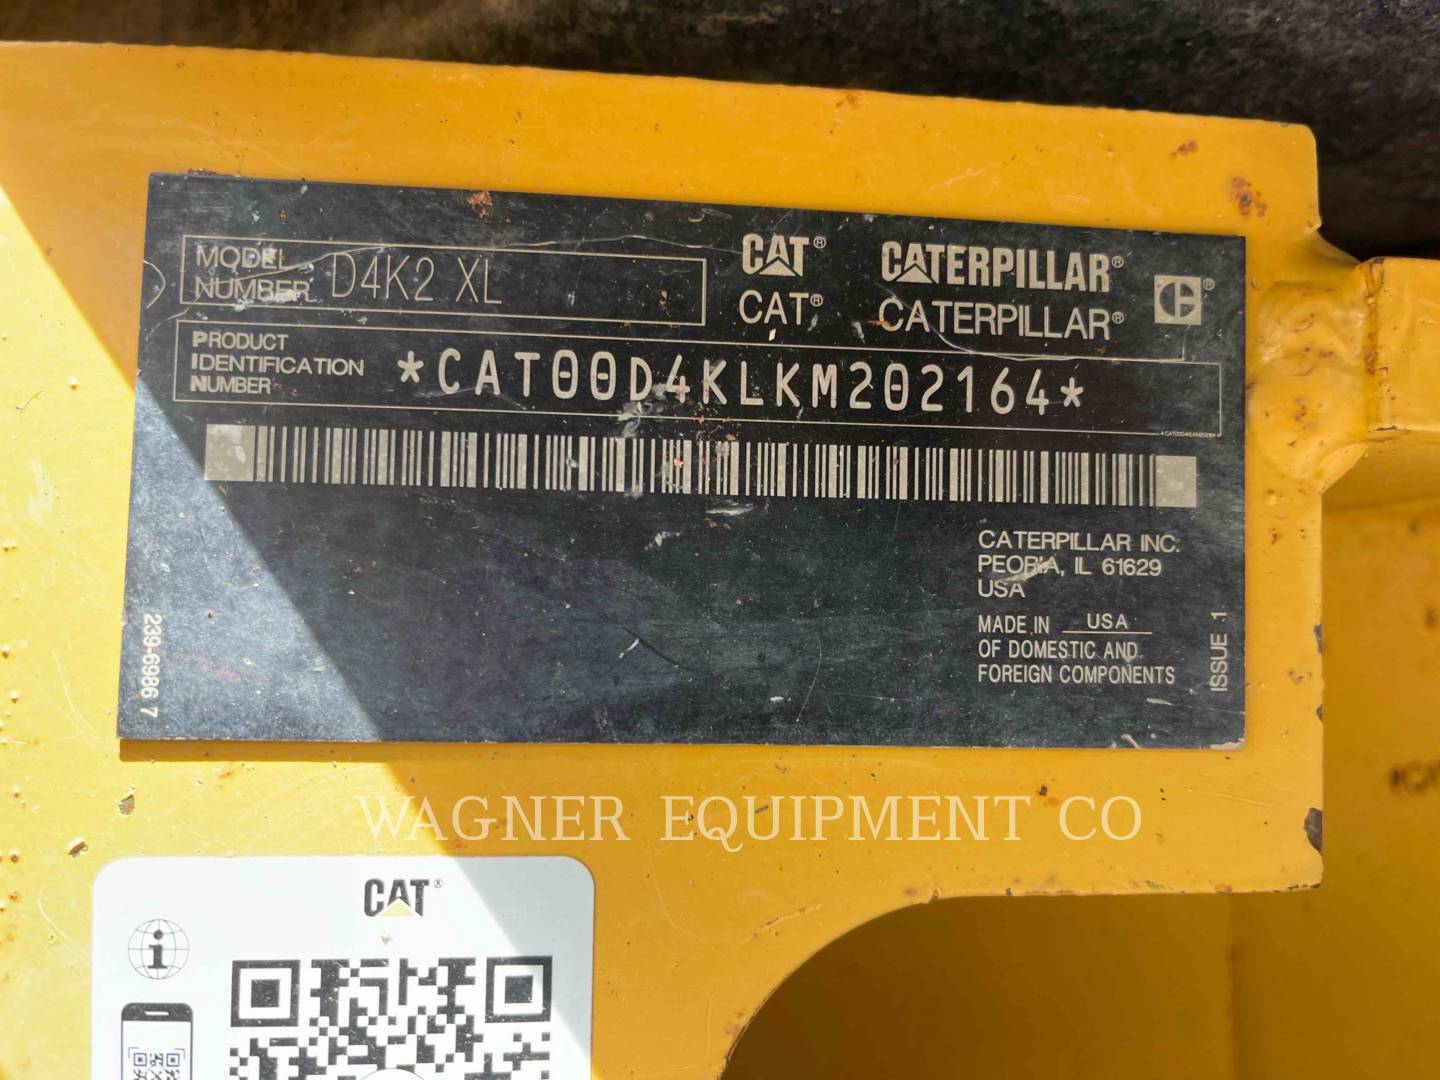 MODEL
NUMBER D4K2 XL
CAT® CATERPILLAR®
CAT® CATERPILLAR®
PRODUCT
IDENTIFICATION
NUMBER
*CAT00D4KLKM202164*
CATERPILLAR INC.
PEORIA, IL 61629
USA
MADE IN USA
OF DOMESTIC AND
FOREIGN COMPONENTS
ISSUE 1
239-6986 7
WAGNER EQUIPMENT CO
CAT®